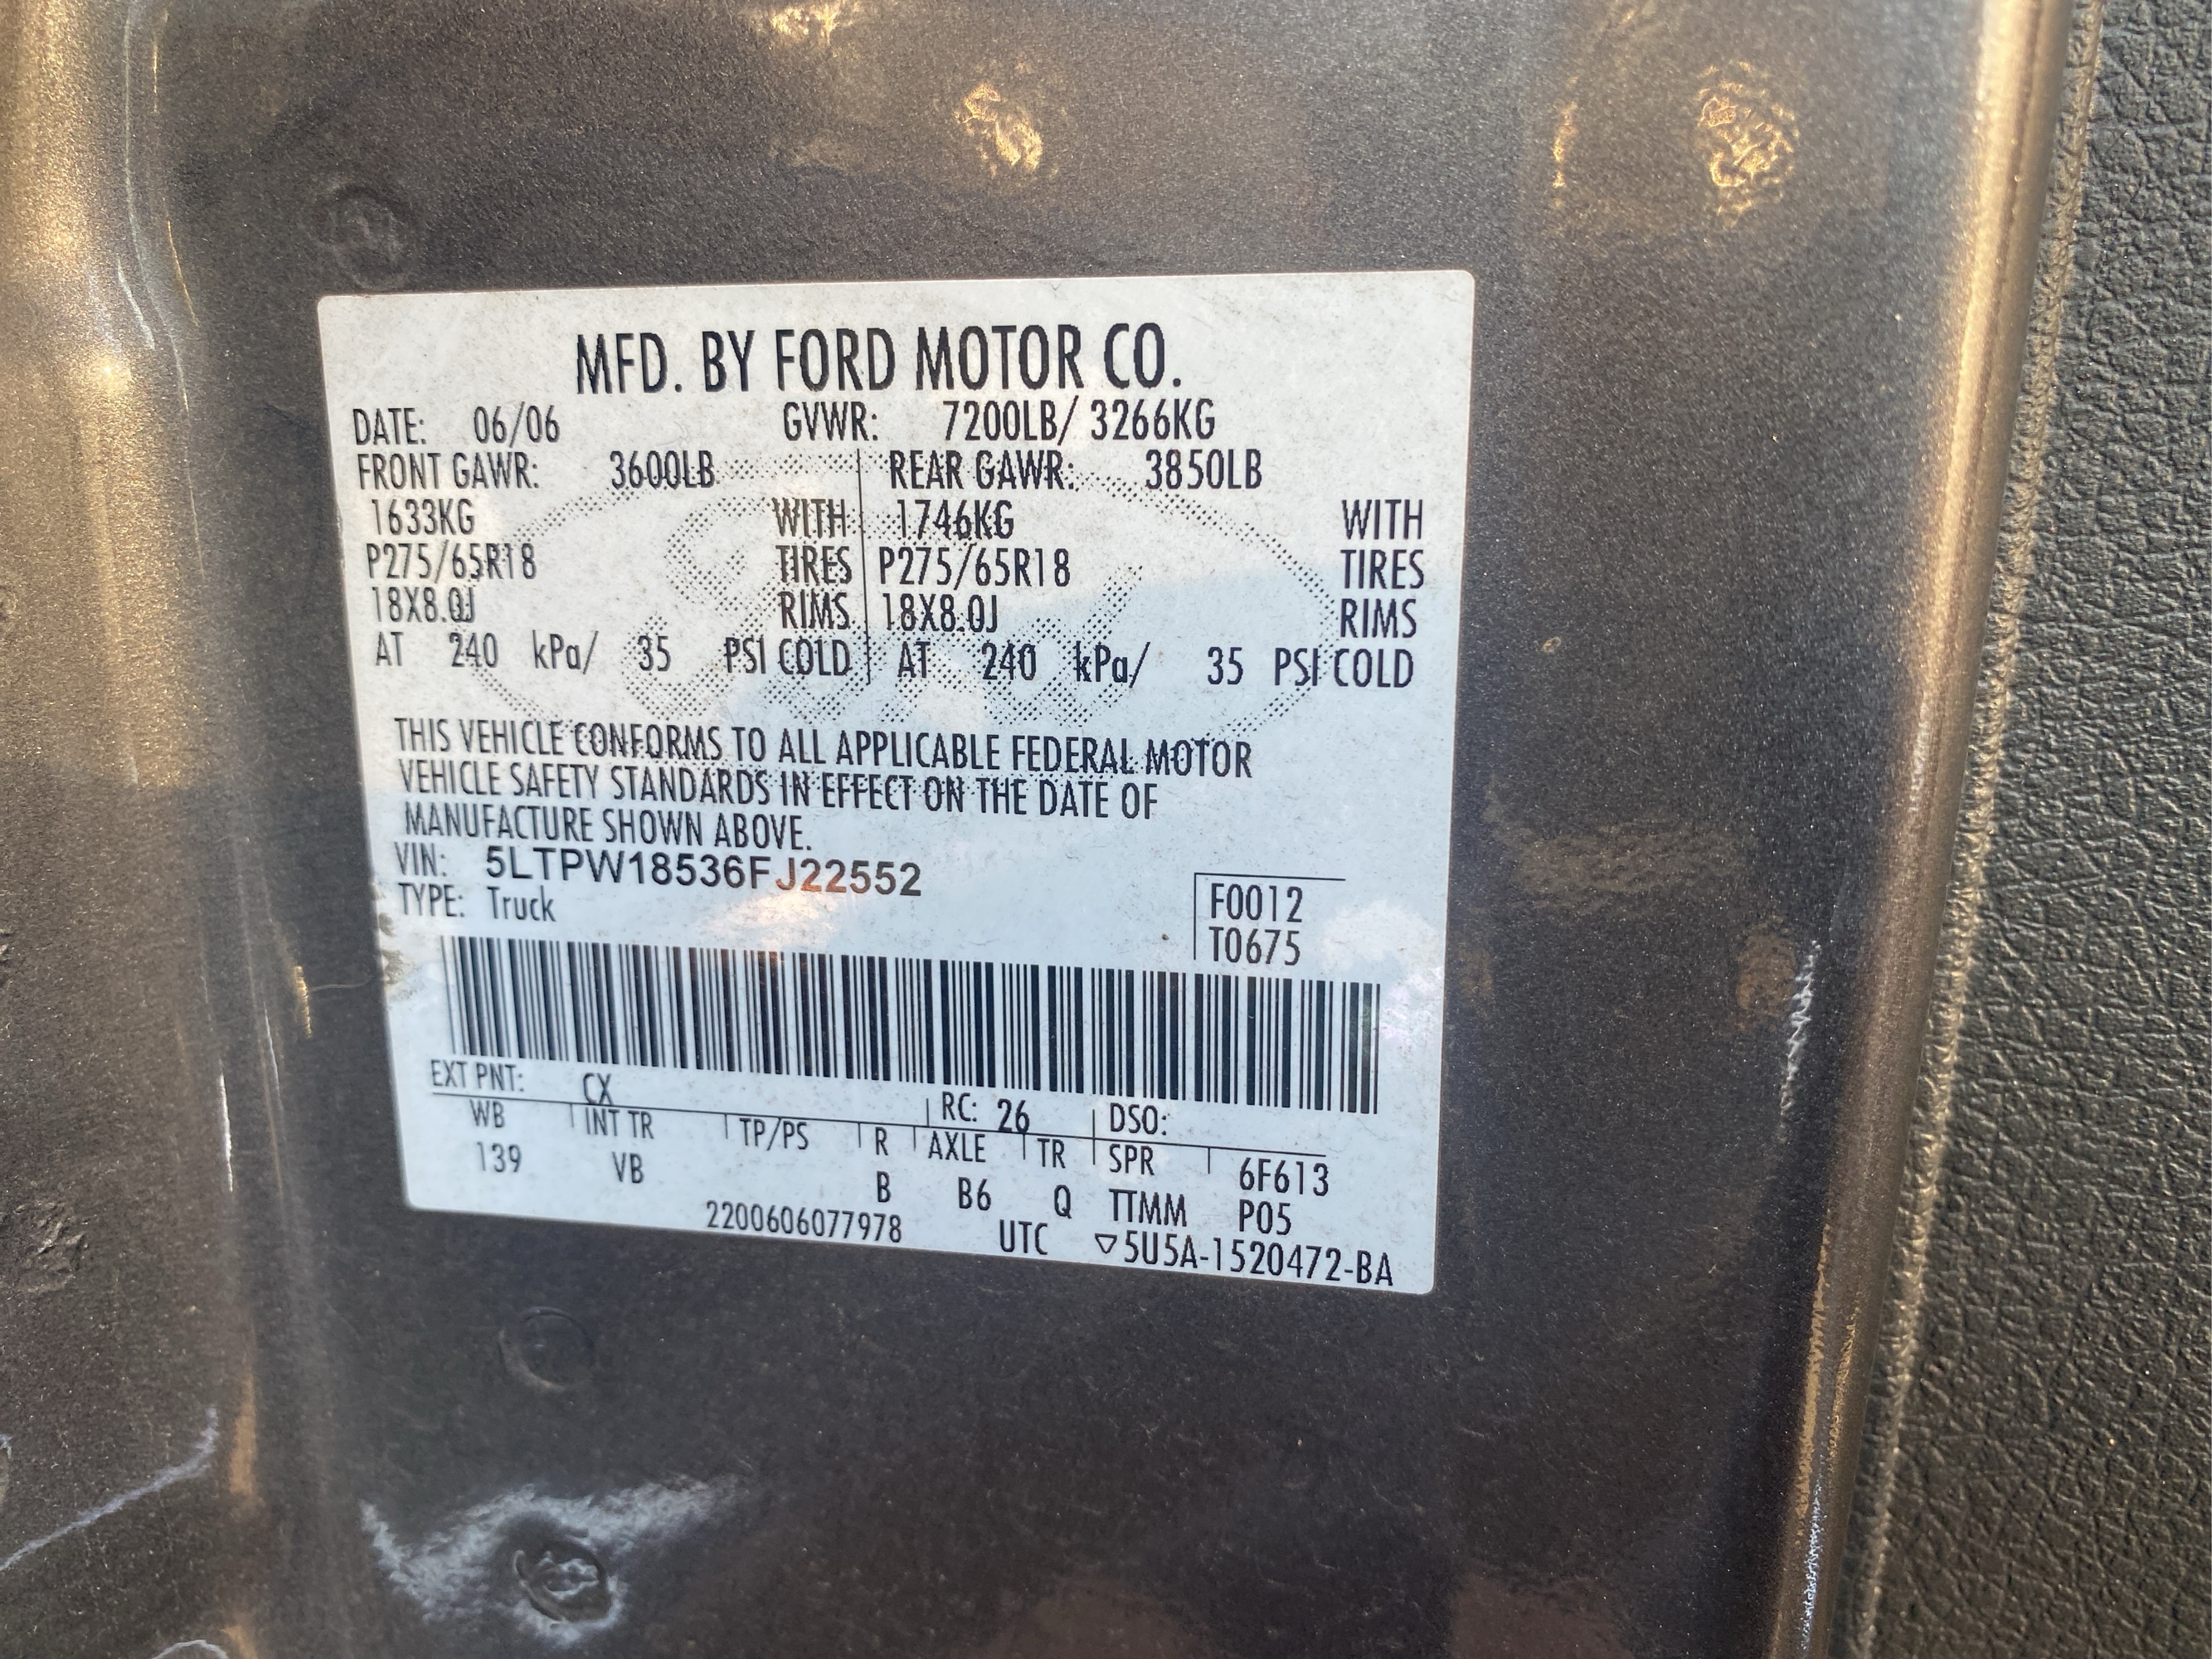 MFD. BY FORD MOTOR CO.
DATE: 06/06 GVWR: 7200LB/ 3266KG
FRONT GAWR: 3600LB REAR GAWR: 3850LB
1633KG WITH 1746KG WITH
P275/65R18 TIRES P275/65R18 TIRES
18X8.0J RIMS 18X8.0J RIMS
AT 240 kPa/ 35 PSI COLD AT 240 kPa/ 35 PSI COLD
THIS VEHICLE CONFORMS TO ALL APPLICABLE FEDERAL MOTOR
VEHICLE SAFETY STANDARDS IN EFFECT ON THE DATE OF
MANUFACTURE SHOWN ABOVE.
VIN: 5LTPW18536FJ22552
TYPE: Truck
F0012
T0675
EXT PNT: CX RC: 26 DSO:
WB INT TR TP/PS R AXLE TR SPR 6F613
139 VB B B6 Q TTMM P05
2200606077978 UTC ▽5U5A-1520472-BA